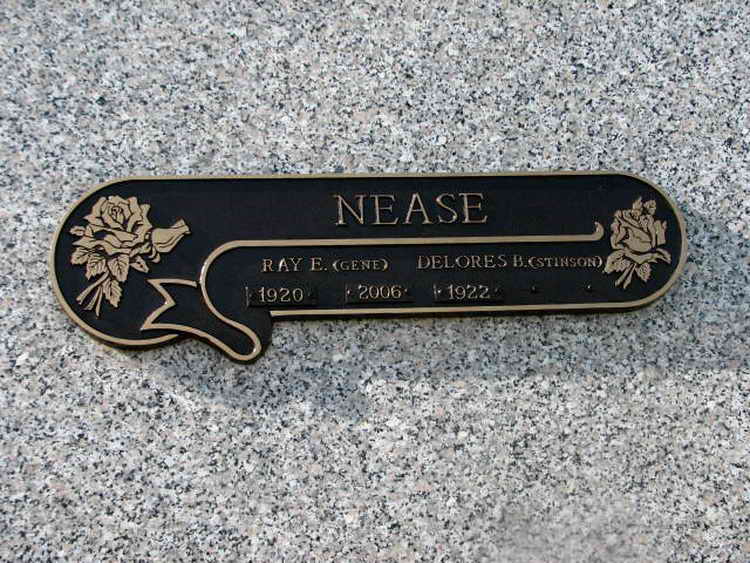 NEASE
RAY E. (GENE) DELORES B. (STINSON)
1920 2006 1922